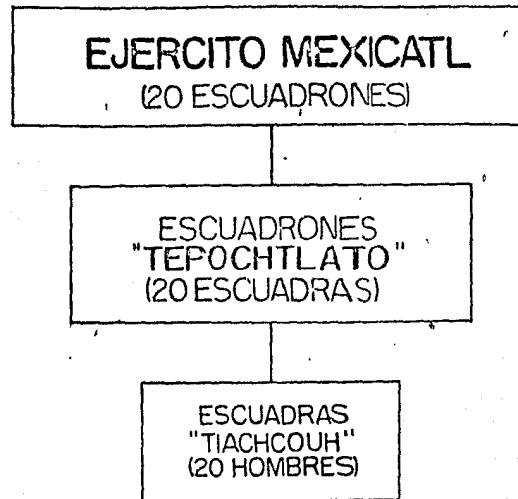 EJERCITO MEXICATL
(20 ESCUADRONES)
ESCUADRONES
"TEPOCHTLATO"
(20 ESCUADRAS)
ESCUADRAS
"TIACHCOUH"
(20 HOMBRES)